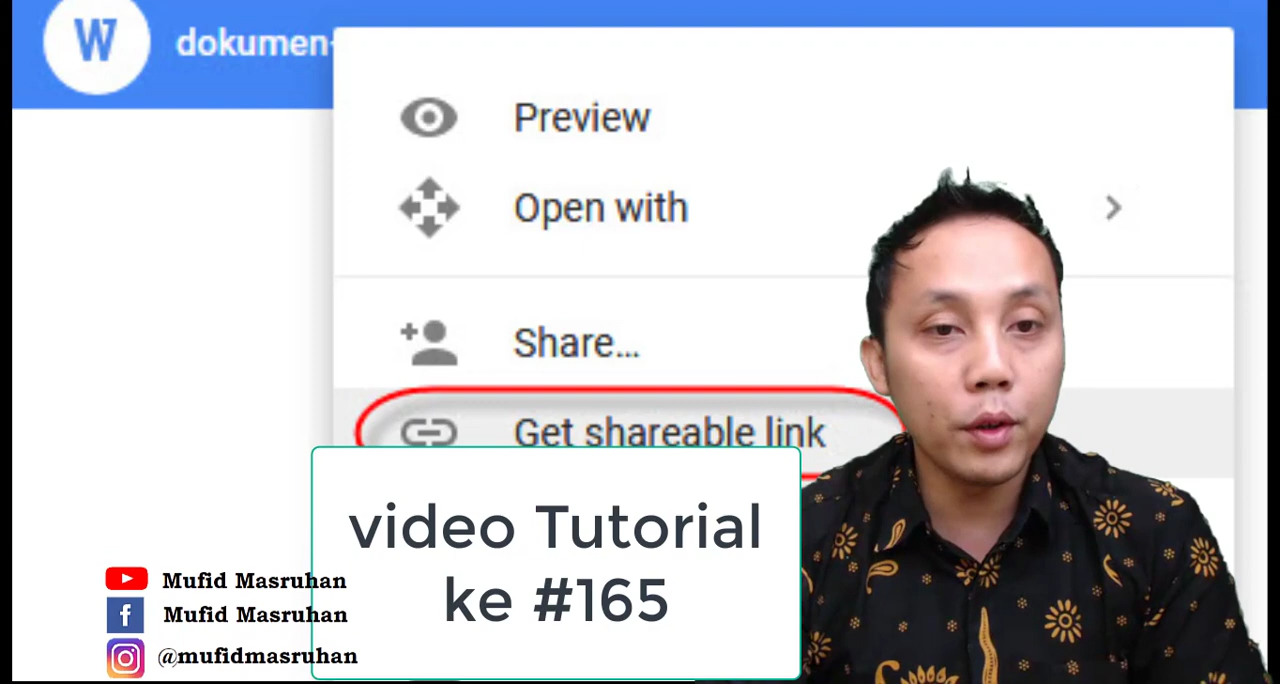 W dokumen-
Preview
Open with
Share...
Get shareable link
video Tutorial
ke #165
Mufid Masruhan
Mufid Masruhan
@mufidmasruhan